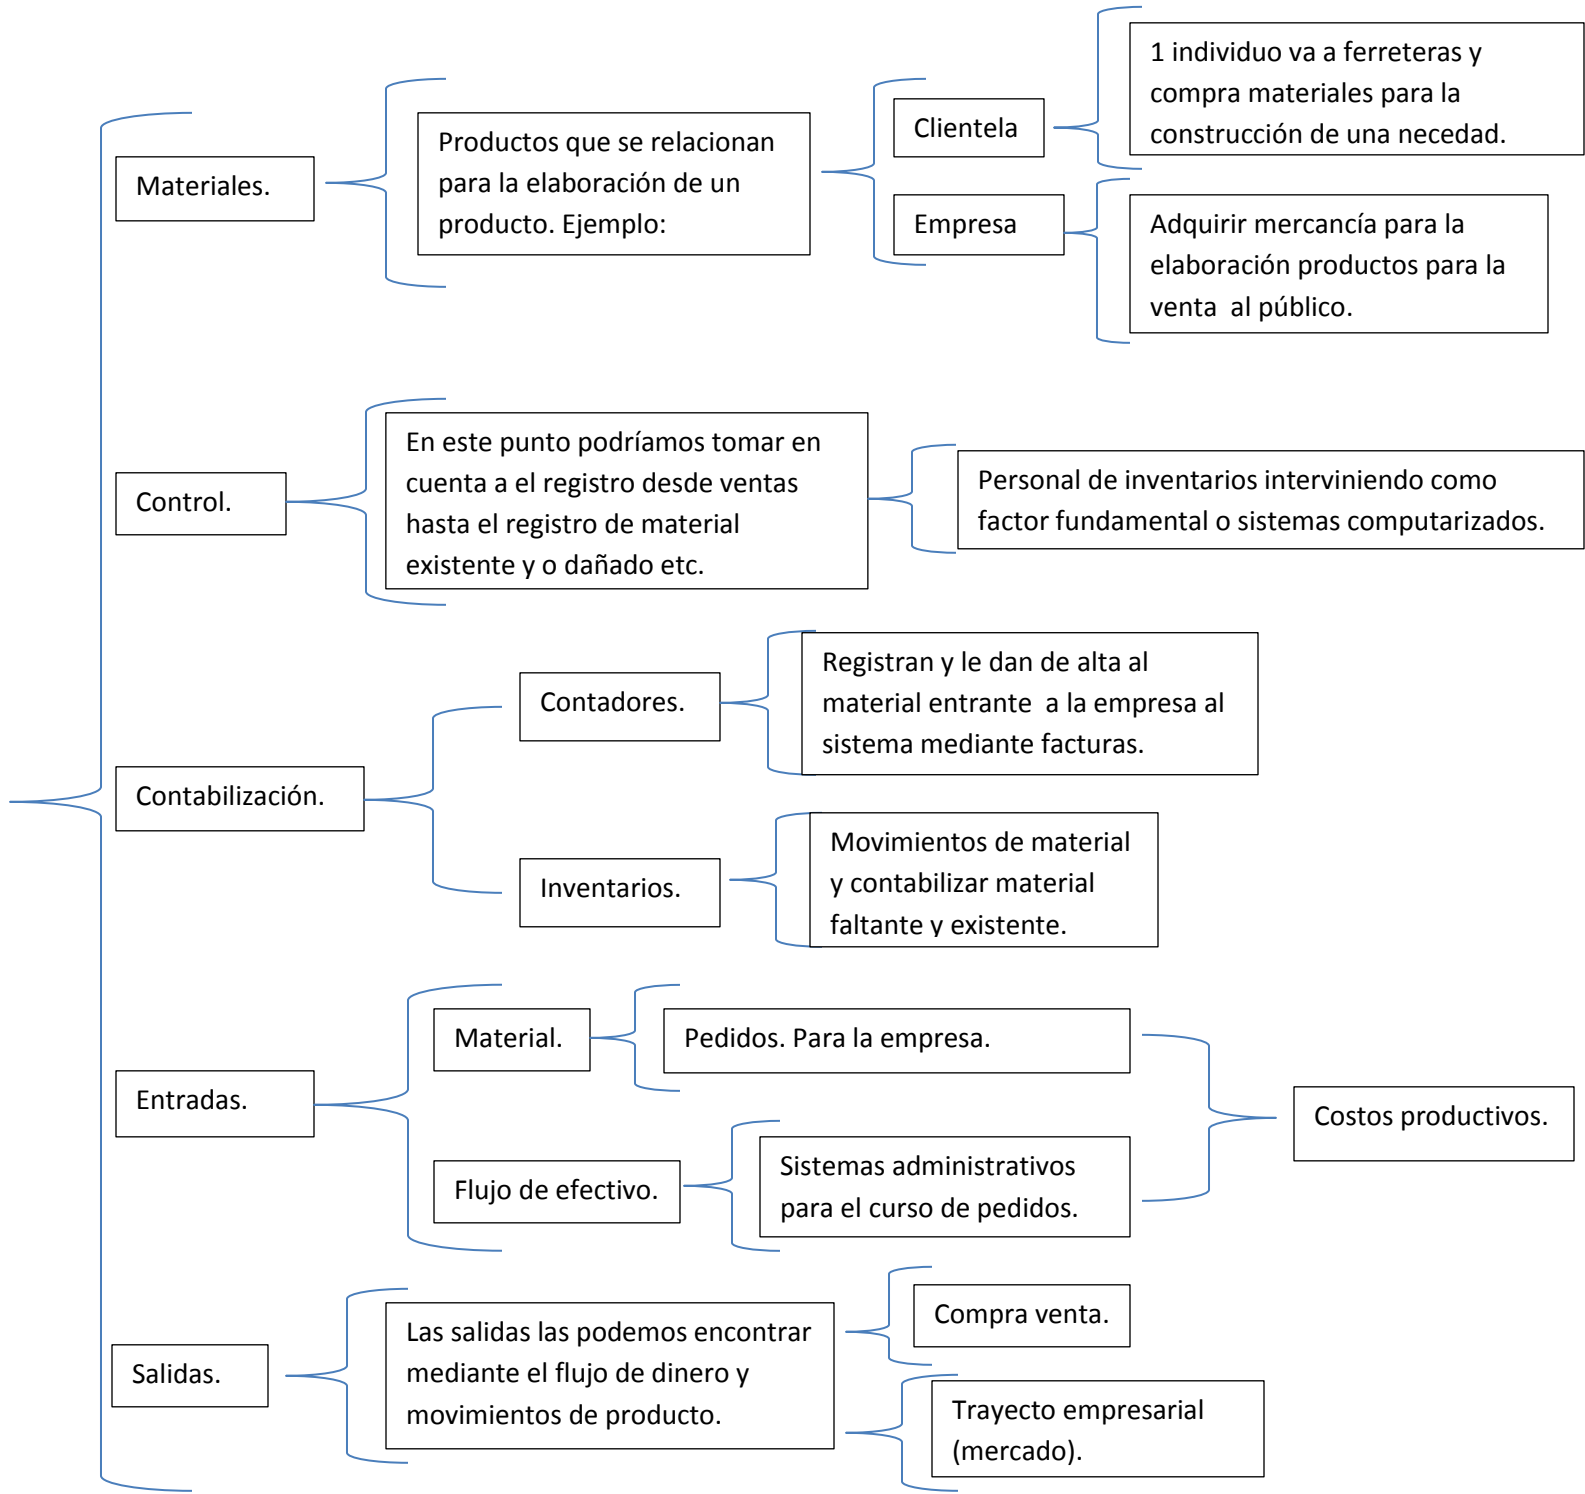 Materiales.
Productos que se relacionan
para la elaboración de un
producto. Ejemplo:
Clientela
1 individuo va a ferreteras y
compra materiales para la
construcción de una necedad.
Empresa
Adquirir mercancía para la
elaboración productos para la
venta  al público.
Control.
En este punto podríamos tomar en
cuenta a el registro desde ventas
hasta el registro de material
existente y o dañado etc.
Personal de inventarios interviniendo como
factor fundamental o sistemas computarizados.
Contabilización.
Contadores.
Registran y le dan de alta al
material entrante  a la empresa al
sistema mediante facturas.
Inventarios.
Movimientos de material
y contabilizar material
faltante y existente.
Entradas.
Material.
Pedidos. Para la empresa.
Flujo de efectivo.
Sistemas administrativos
para el curso de pedidos.
Costos productivos.
Salidas.
Las salidas las podemos encontrar
mediante el flujo de dinero y
movimientos de producto.
Compra venta.
Trayecto empresarial
(mercado).